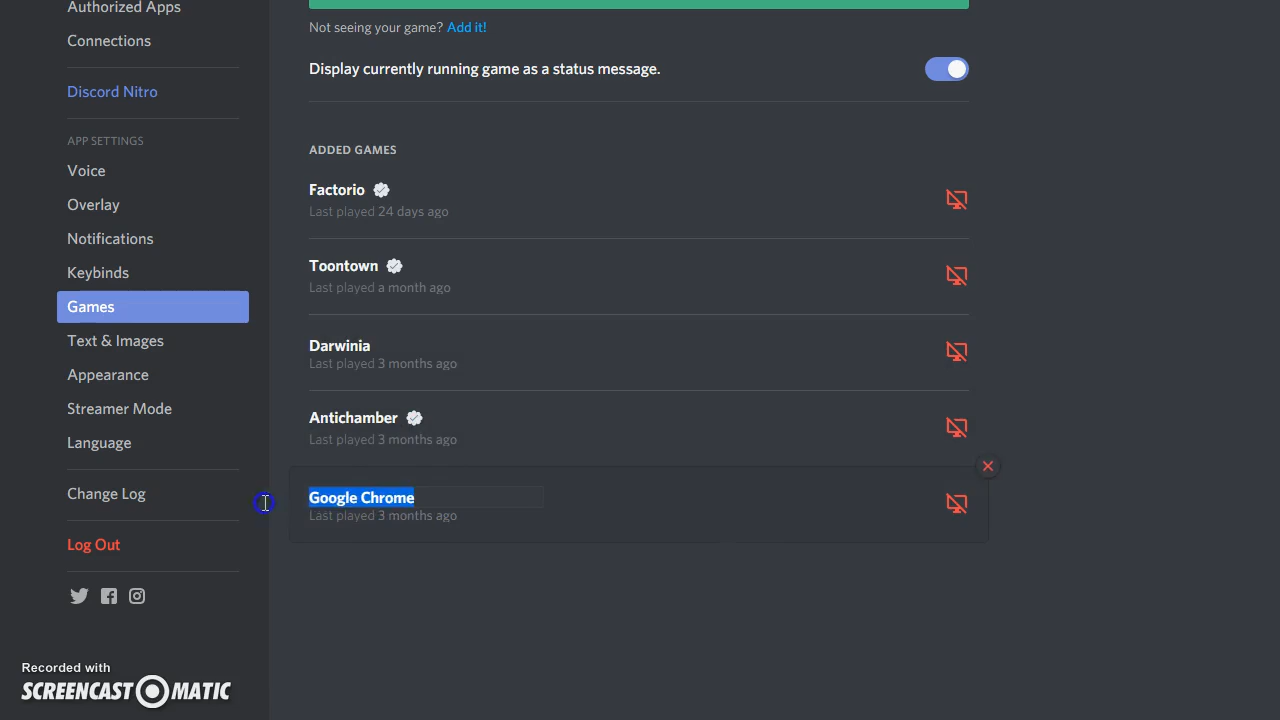 Authorized Apps
Connections
Discord Nitro
APP SETTINGS
Voice
Overlay
Notifications
Keybinds
Games
Text & Images
Appearance
Streamer Mode
Language
Change Log
Log Out
Not seeing your game? Add it!
Display currently running game as a status message.
ADDED GAMES
Factorio
Last played 24 days ago
Toontown
Last played a month ago
Darwinia
Last played 3 months ago
Antichamber
Last played 3 months ago
Google Chrome
Last played 3 months ago
Recorded with
SCREENCAST-O-MATIC